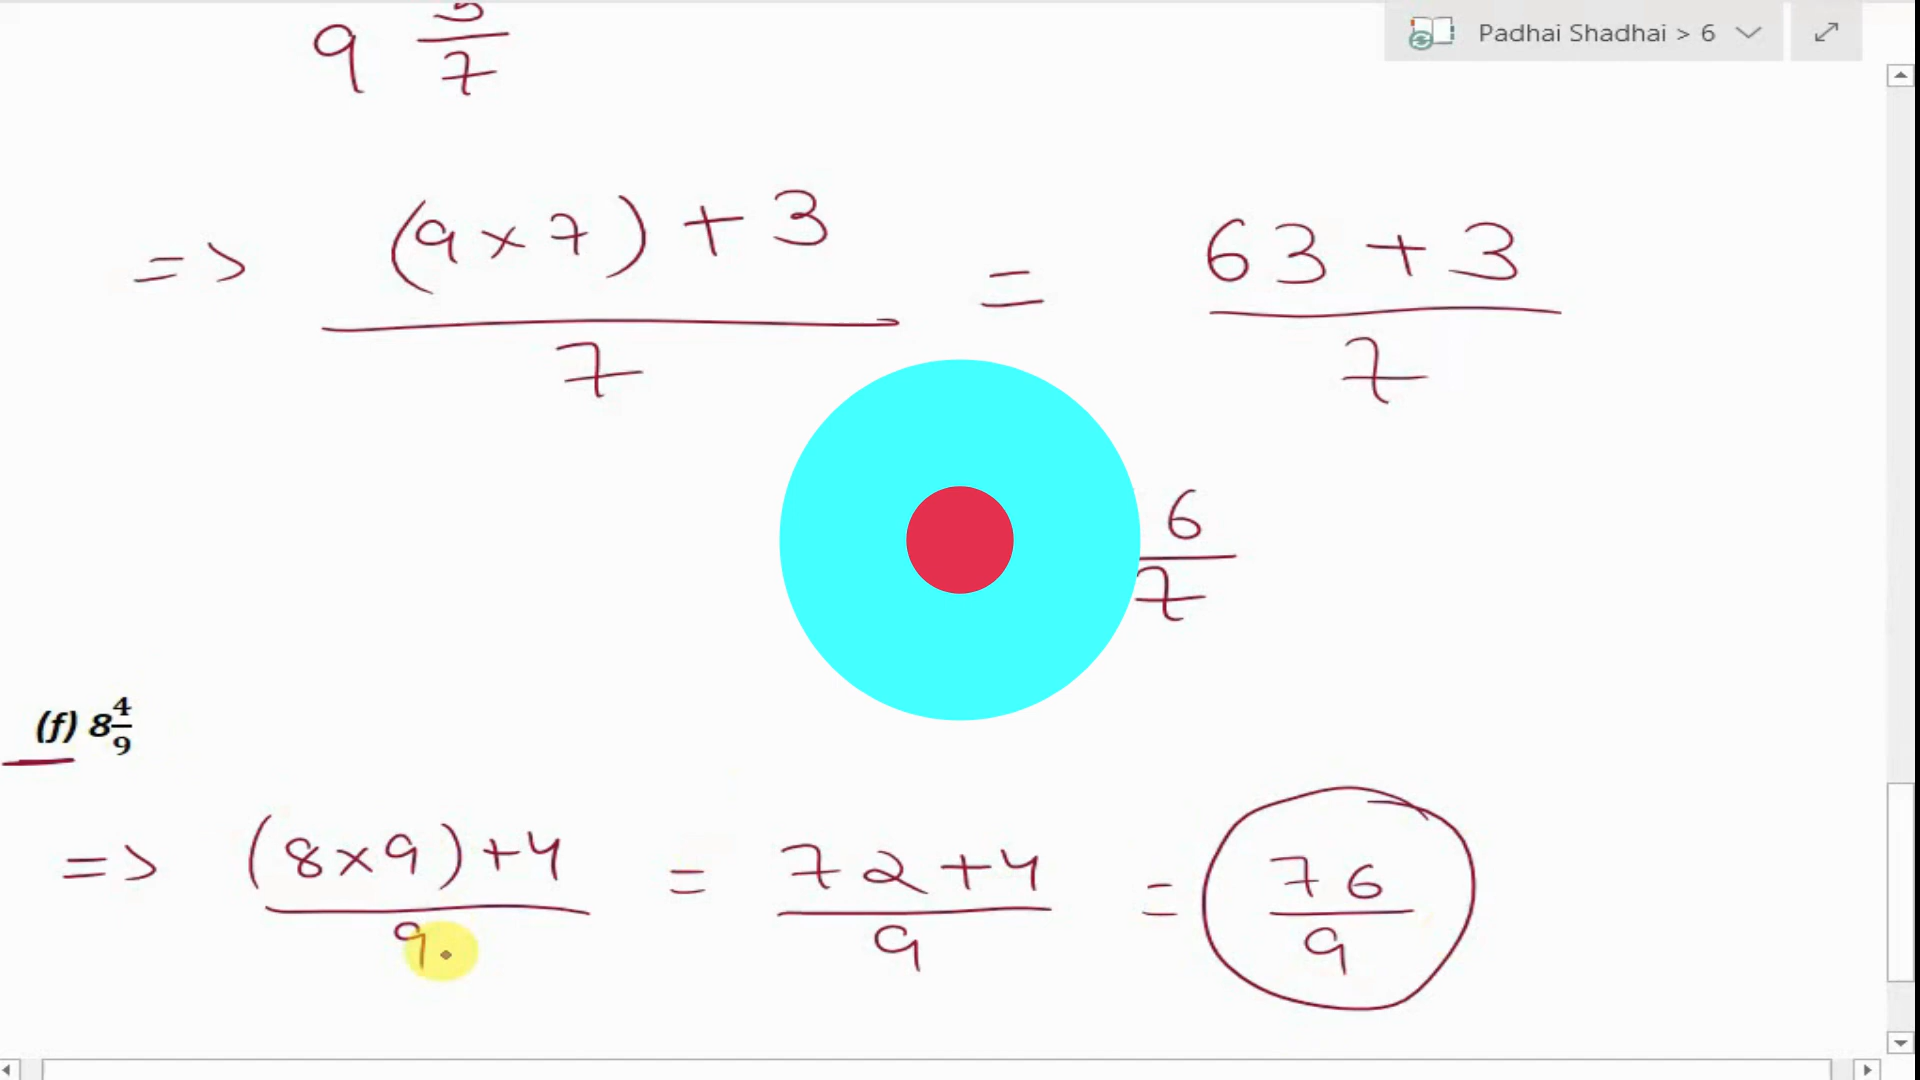 Padhai Shadhai > 6
9 3/7
=> (9 x 7) + 3 / 7 = 63 + 3 / 7
6 / 7
(f) 8 4/9
=> (8 x 9) + 4 / 9. = 72 + 4 / 9 = 76 / 9